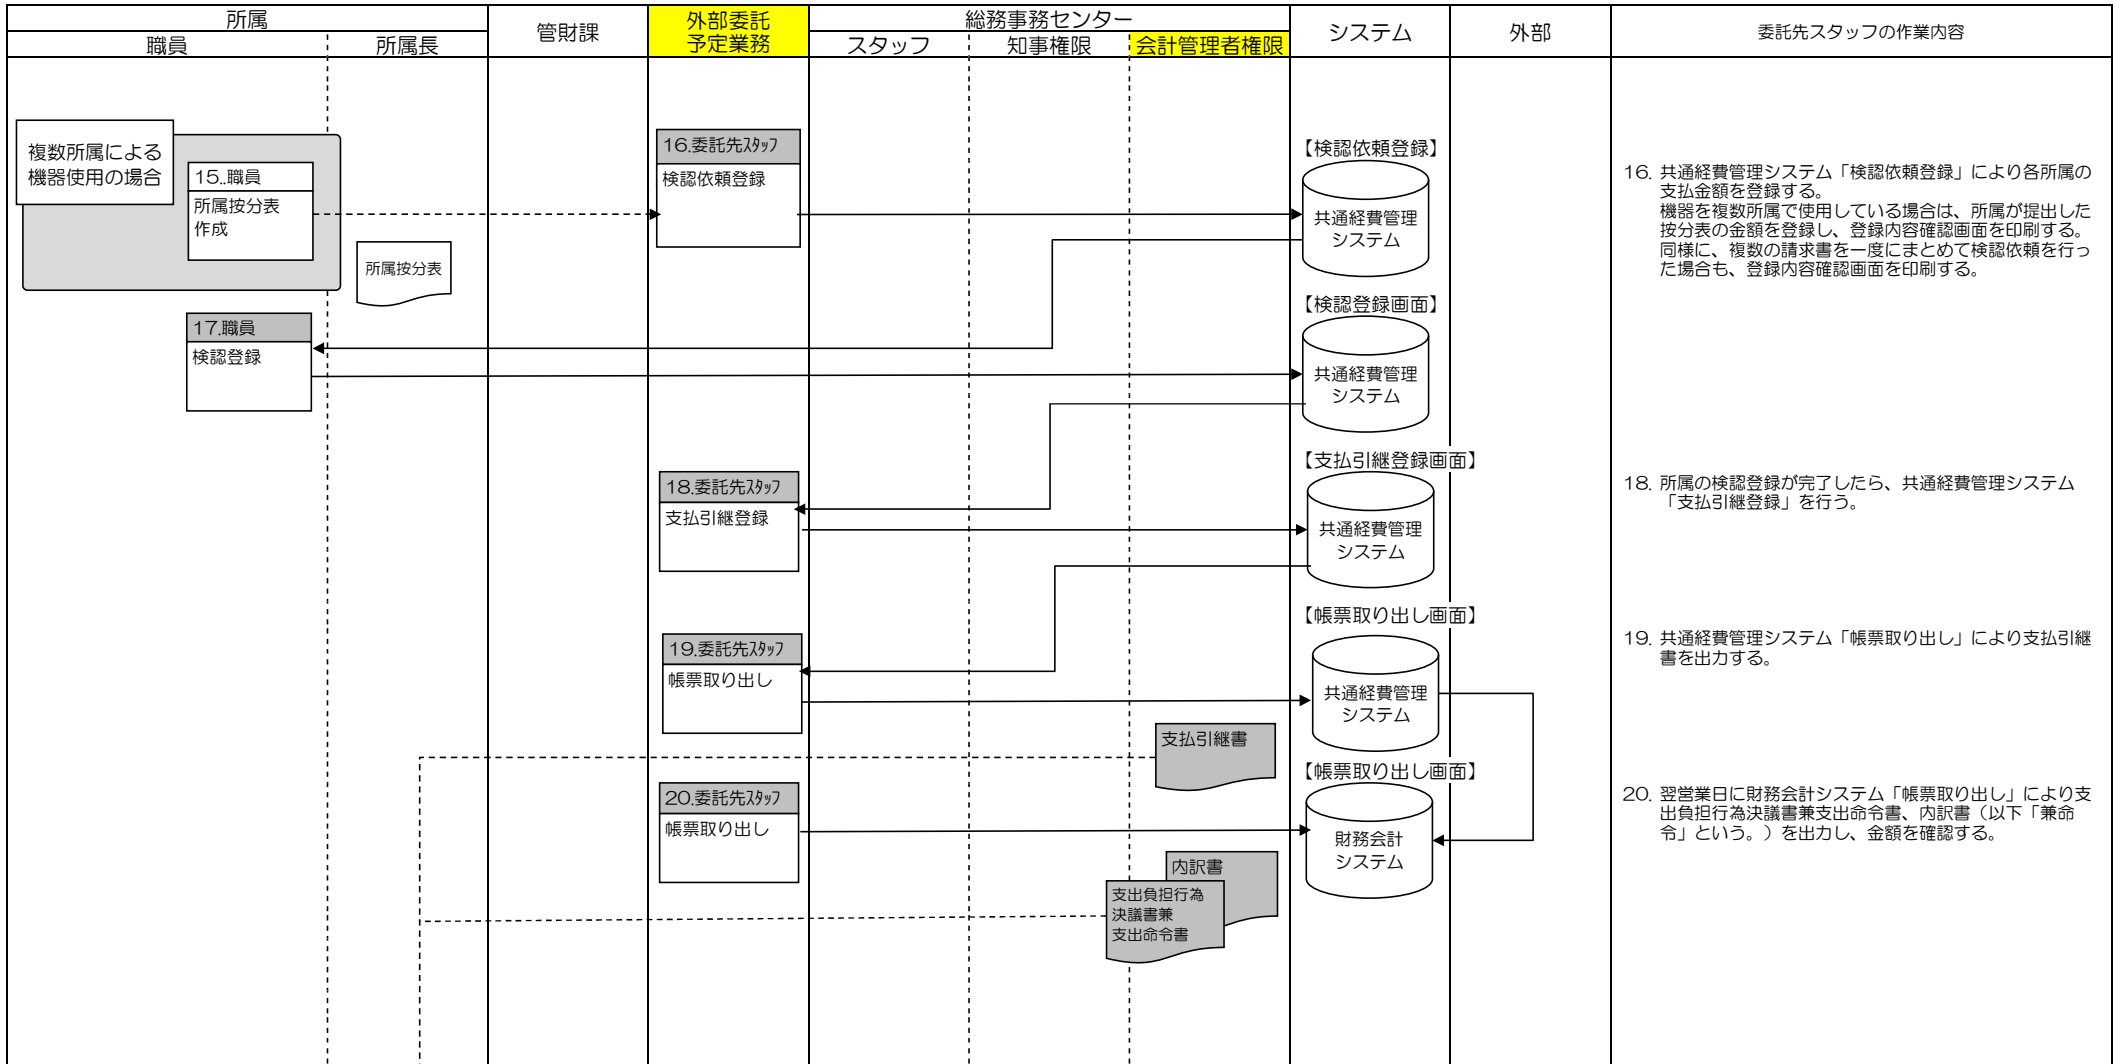 所属
管財課
外部委託
予定業務
総務事務センター
システム
外部
委託先スタッフの作業内容
職員
所属長
スタッフ
知事権限
会計管理者権限
複数所属による
機器使用の場合
15..職員
所属按分表
作成
所属按分表
16.委託先ｽﾀｯﾌ
検認依頼登録
【検認依頼登録】
共通経費管理
システム
16. 共通経費管理システム「検認依頼登録」により各所属の
支払金額を登録する。
機器を複数所属で使用している場合は、所属が提出した
按分表の金額を登録し、登録内容確認画面を印刷する。
同様に、複数の請求書を一度にまとめて検認依頼を行っ
た場合も、登録内容確認画面を印刷する。
17.職員
検認登録
【検認登録画面】
共通経費管理
システム
18.委託先ｽﾀｯﾌ
支払引継登録
【支払引継登録画面】
共通経費管理
システム
18. 所属の検認登録が完了したら、共通経費管理システム
「支払引継登録」を行う。
19.委託先ｽﾀｯﾌ
帳票取り出し
【帳票取り出し画面】
共通経費管理
システム
19. 共通経費管理システム「帳票取り出し」により支払引継
書を出力する。
支払引継書
20.委託先ｽﾀｯﾌ
帳票取り出し
【帳票取り出し画面】
財務会計
システム
20. 翌営業日に財務会計システム「帳票取り出し」により支
出負担行為決議書兼支出命令書、内訳書（以下「兼命
令」という。）を出力し、金額を確認する。
内訳書
支出負担行為
決議書兼
支出命令書